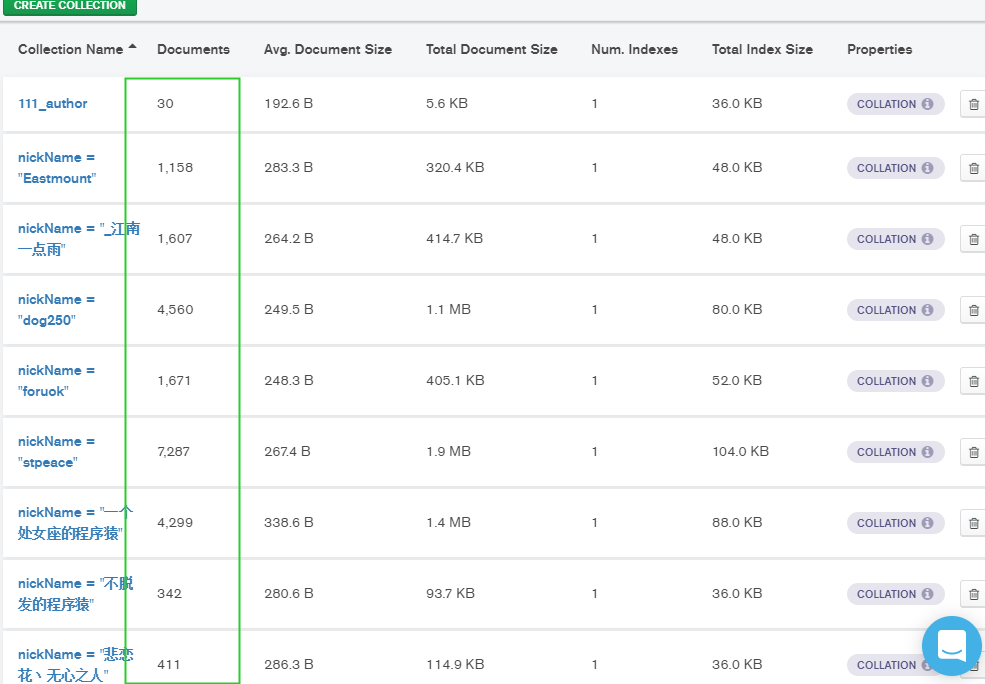 CREATE COLLECTION
Collection Name Documents Avg. Document Size Total Document Size Num. Indexes Total Index Size Properties
111_author 30 192.6 B 5.6 KB 1 36.0 KB COLLATION
nickName =
"Eastmount" 1,158 283.3 B 320.4 KB 1 48.0 KB COLLATION
nickName = "_江南
一点雨" 1,607 264.2 B 414.7 KB 1 48.0 KB COLLATION
nickName =
"dog250" 4,560 249.5 B 1.1 MB 1 80.0 KB COLLATION
nickName =
"foruok" 1,671 248.3 B 405.1 KB 1 52.0 KB COLLATION
nickName =
"stpeace" 7,287 267.4 B 1.9 MB 1 104.0 KB COLLATION
nickName = "一个
处女座的程序猿" 4,299 338.6 B 1.4 MB 1 88.0 KB COLLATION
nickName = "不脱
发的程序猿" 342 280.6 B 93.7 KB 1 36.0 KB COLLATION
nickName = "悲恋
花丶无心之人" 411 286.3 B 114.9 KB 1 36.0 KB COLLATION